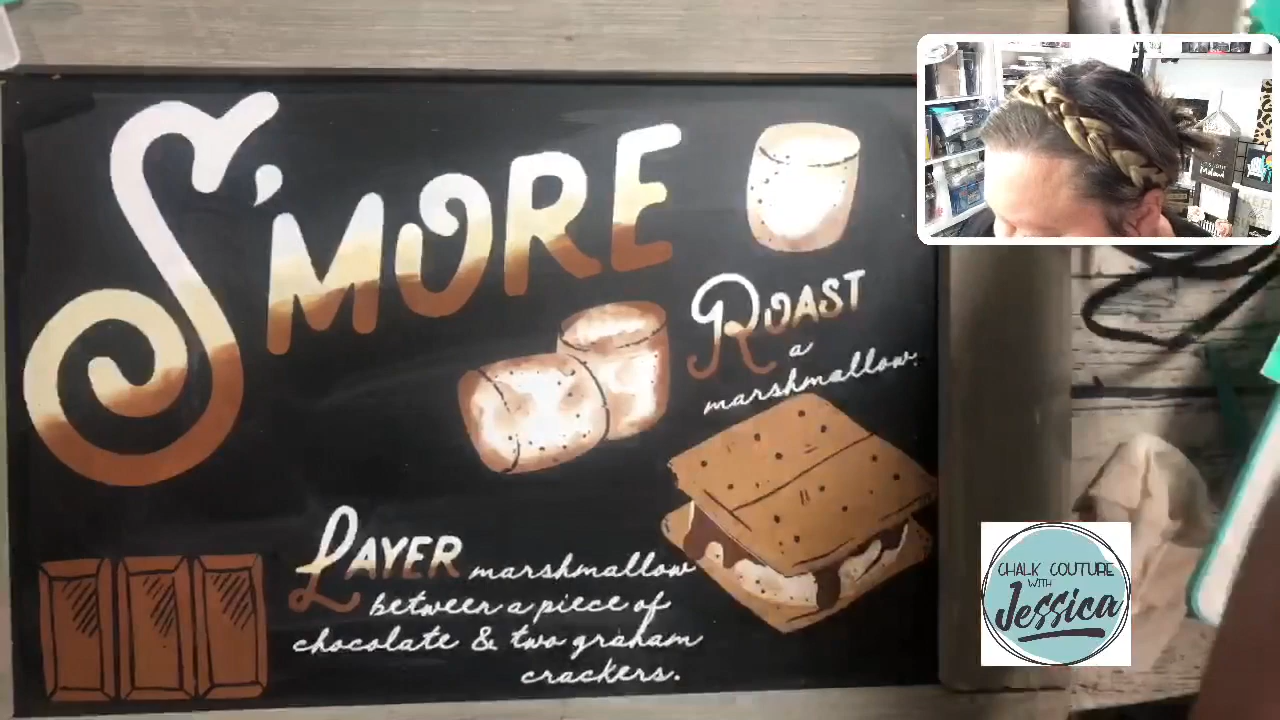 S'MORE
ROAST
a
marshmallow.
LAYER marshmallow
between a piece of
chocolate & two graham
crackers.
CHALK COUTURE
WITH
Jessica